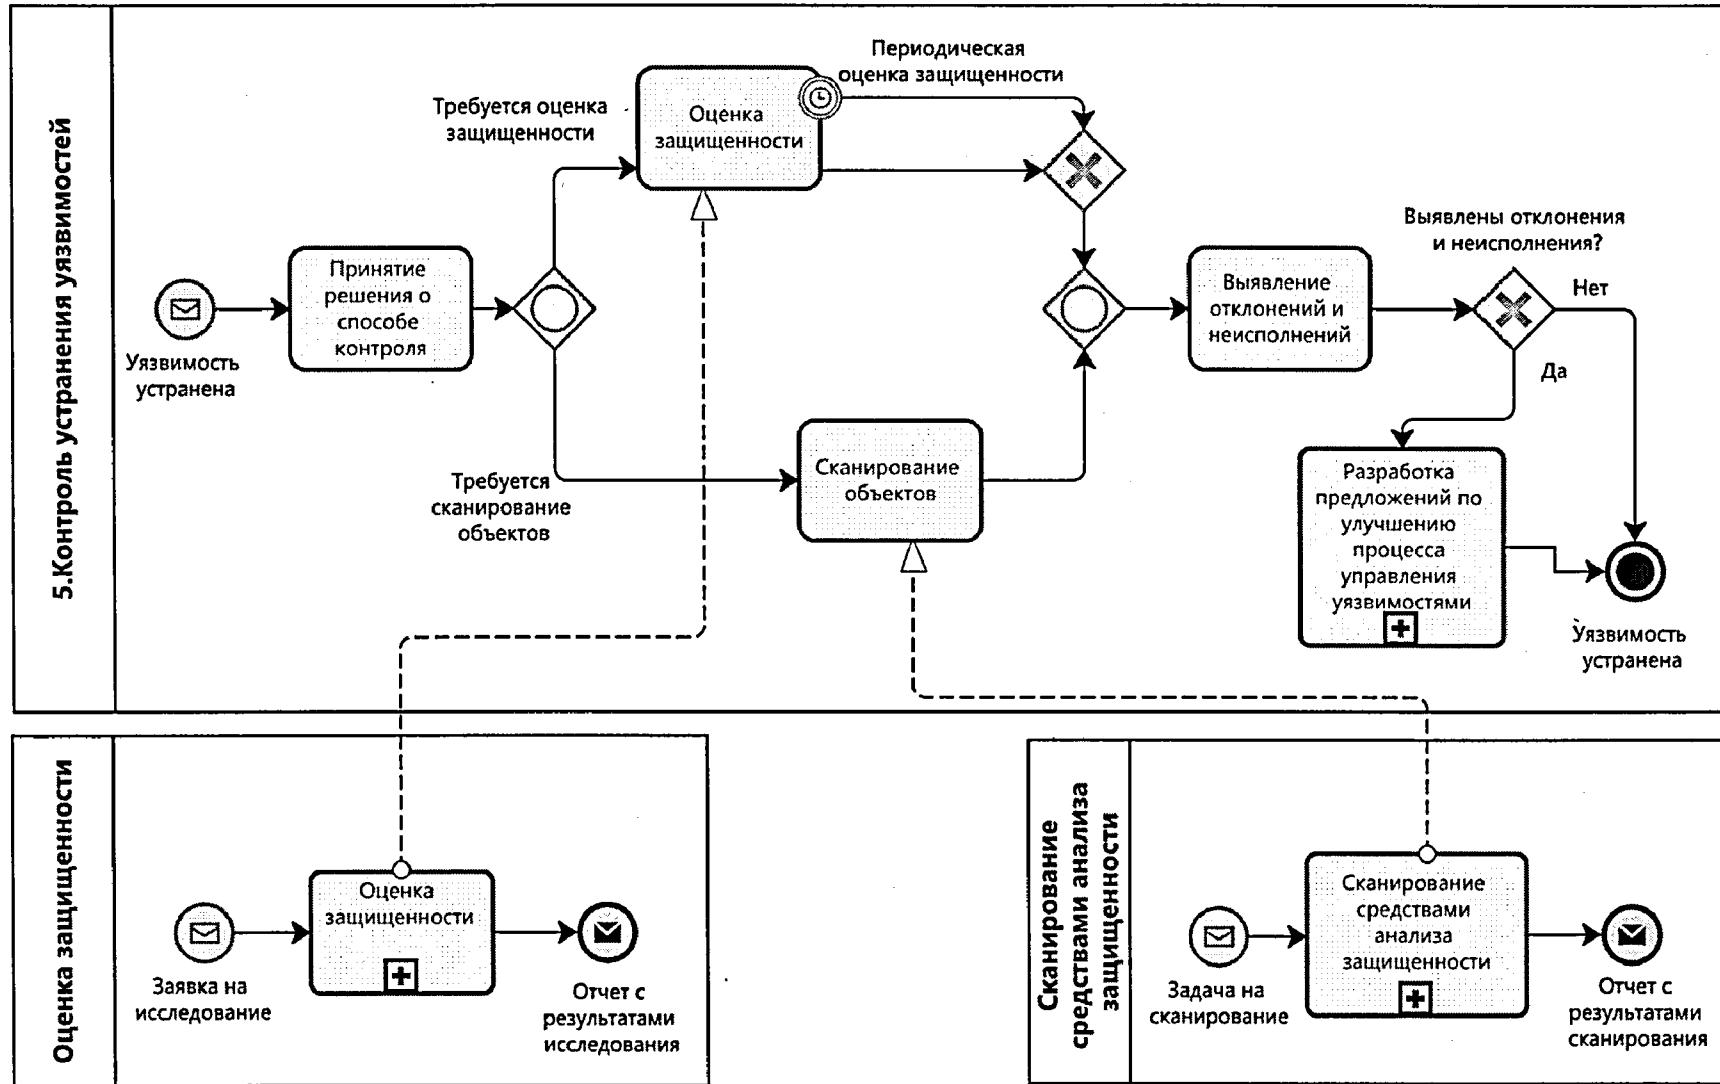 5.Контроль устранения уязвимостей
Периодическая
оценка защищенности
Требуется оценка
защищенности
Оценка
защищенности
Выявлены отклонения
и неисполнения?
Уязвимость
устранена
Принятие
решения о
способе
контроля
Выявление
отклонений и
неисполнений
Нет
Да
Требуется
сканирование
объектов
Сканирование
объектов
Разработка
предложений по
улучшению
процесса
управления
уязвимостями
Уязвимость
устранена
Оценка защищенности
Заявка на
исследование
Оценка
защищенности
Отчет с
результатами
исследования
Сканирование
средствами анализа
защищенности
Задача на
сканирование
Сканирование
средствами
анализа
защищенности
Отчет с
результатами
сканирования